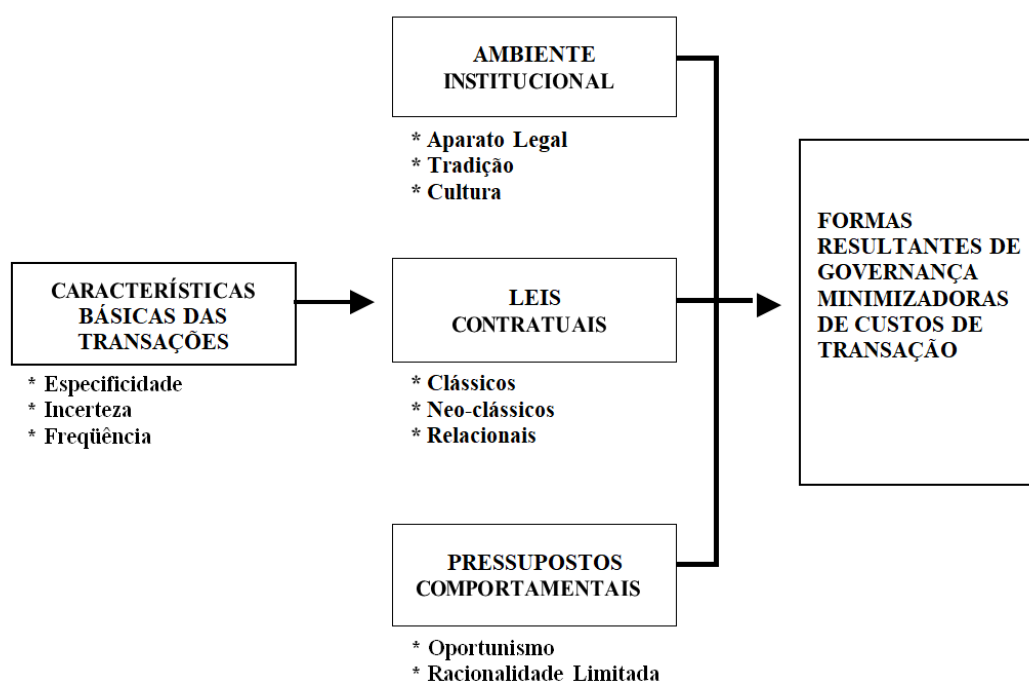 AMBIENTE
INSTITUCIONAL
* Aparato Legal
* Tradição
* Cultura
CARACTERÍSTICAS
BÁSICAS DAS
TRANSAÇÕES
* Especificidade
* Incerteza
* Freqüência
LEIS
CONTRATUAIS
* Clássicos
* Neo-clássicos
* Relacionais
PRESSUPOSTOS
COMPORTAMENTAIS
* Oportunismo
* Racionalidade Limitada
FORMAS
RESULTANTES DE
GOVERNANÇA
MINIMIZADORAS
DE CUSTOS DE
TRANSAÇÃO